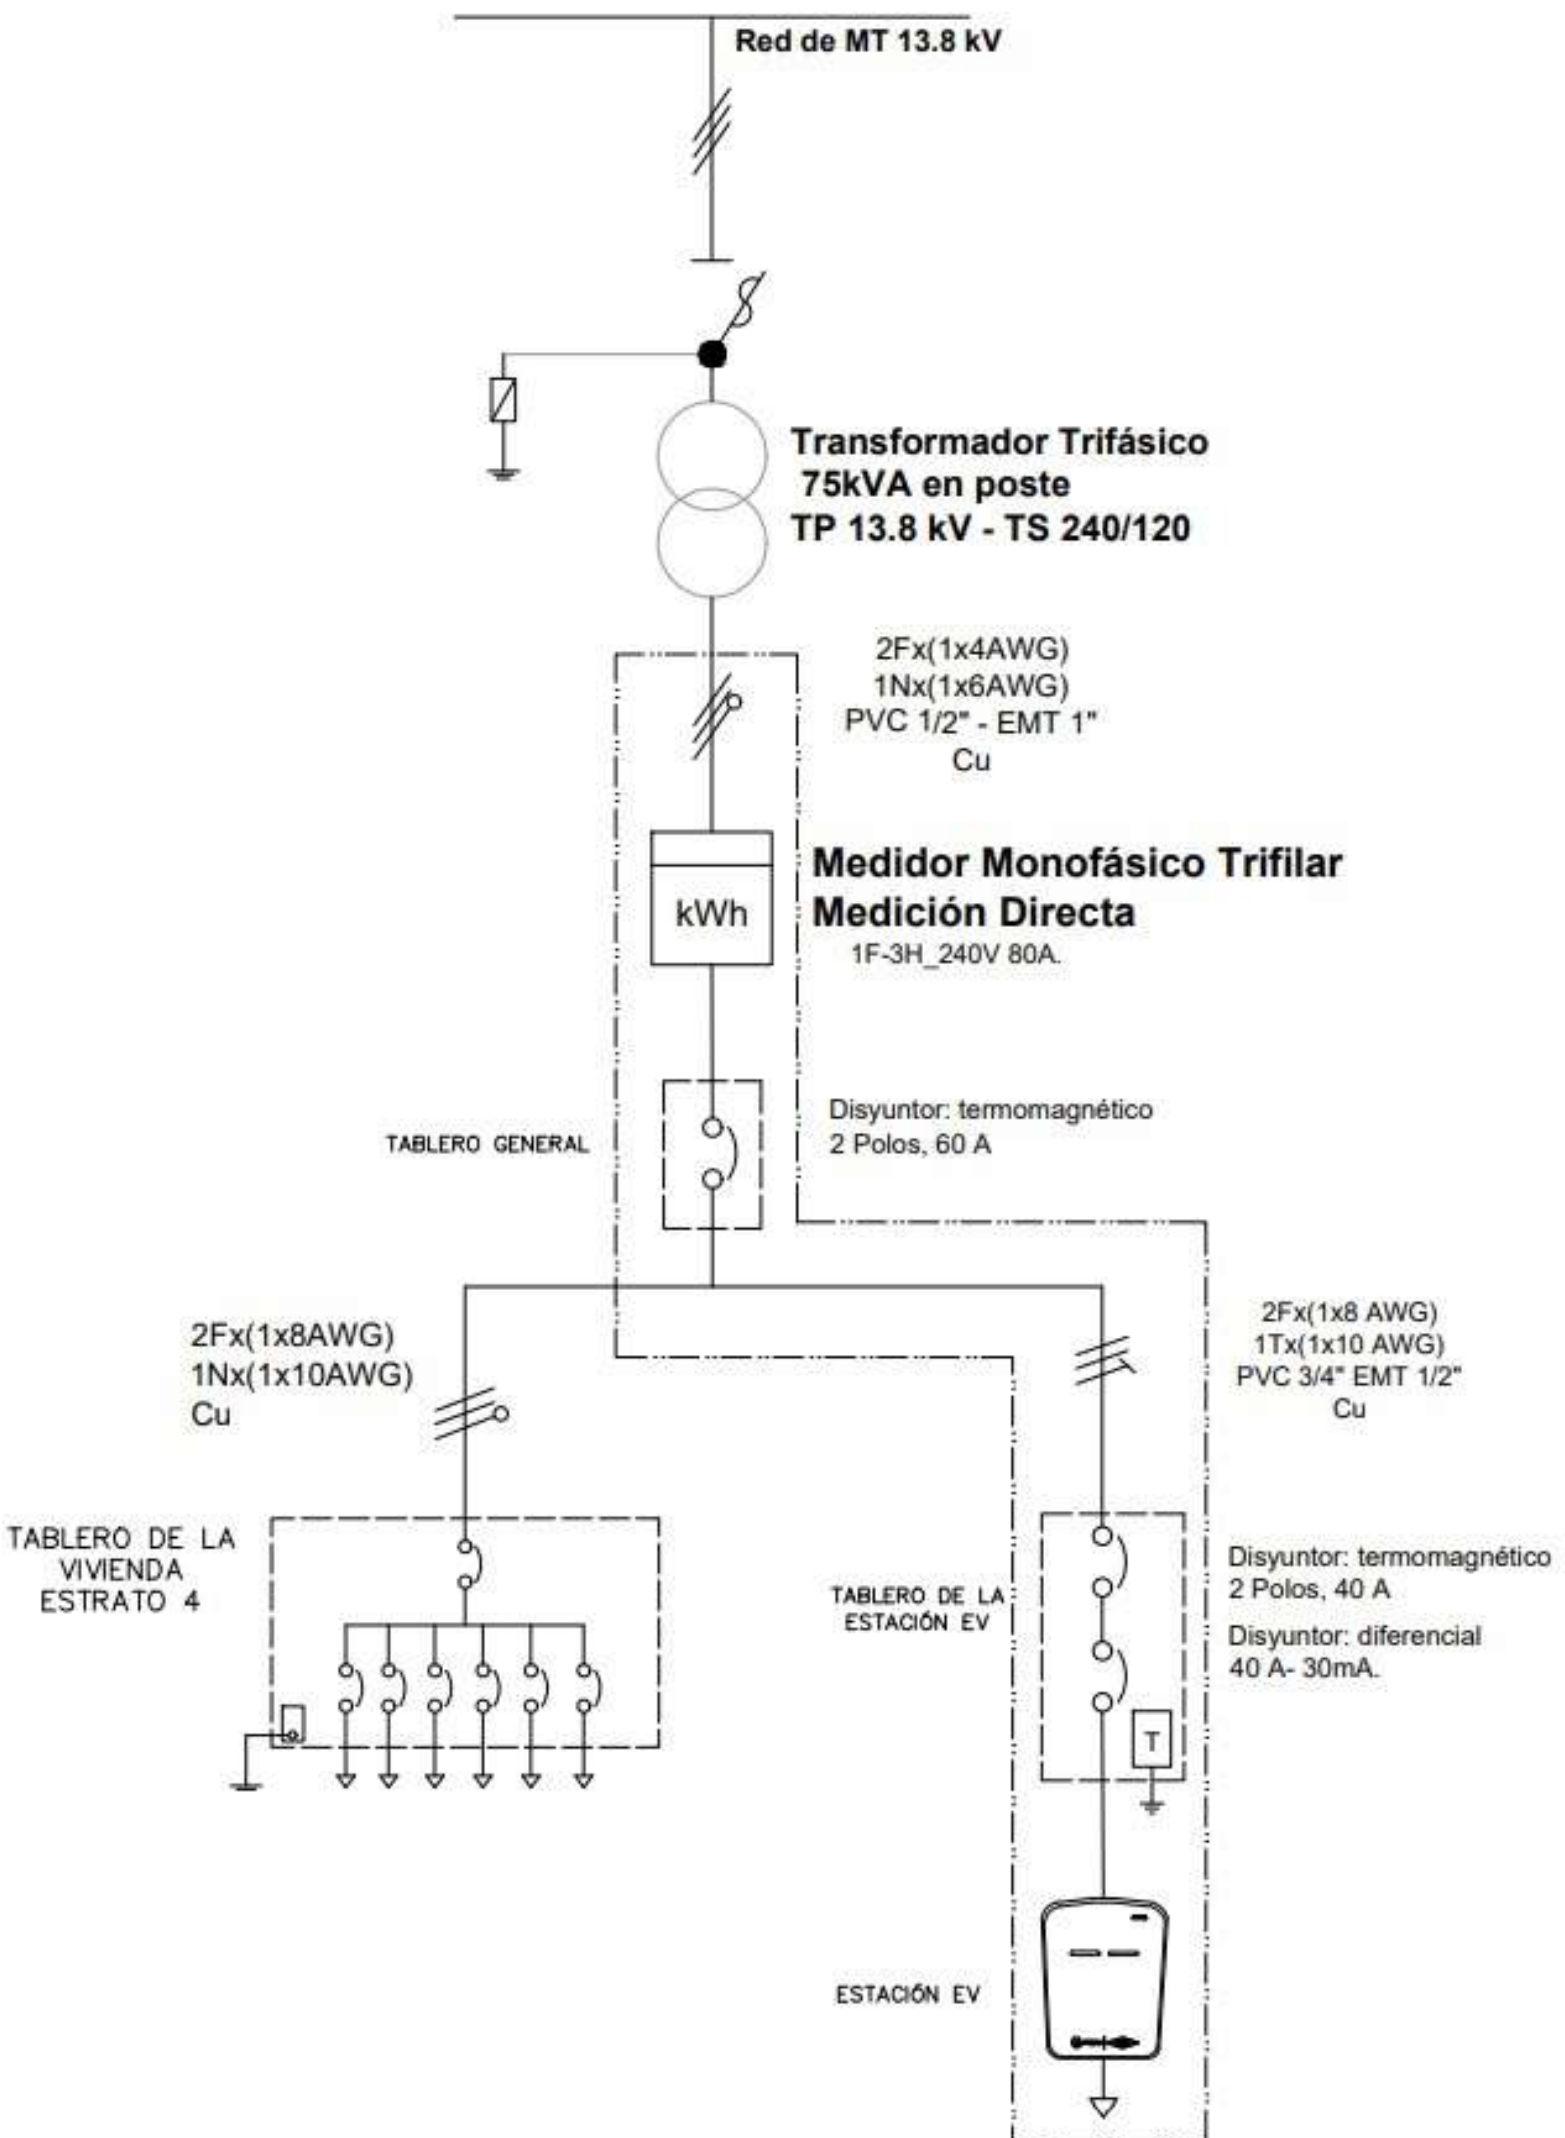 Red de MT 13.8 kV
Transformador Trifásico
75kVA en poste
TP 13.8 kV - TS 240/120
2Fx(1x4AWG)
1Nx(1x6AWG)
PVC 1/2" - EMT 1"
Cu
kWh
Medidor Monofásico Trifilar
Medición Directa
1F-3H_240V 80A.
TABLERO GENERAL
Disyuntor: termomagnético
2 Polos, 60 A
2Fx(1x8AWG)
1Nx(1x10AWG)
Cu
2Fx(1x8 AWG)
1Tx(1x10 AWG)
PVC 3/4" EMT 1/2"
Cu
TABLERO DE LA
VIVIENDA
ESTRATO 4
TABLERO DE LA
ESTACIÓN EV
Disyuntor: termomagnético
2 Polos, 40 A
Disyuntor: diferencial
40 A- 30mA.
T
ESTACIÓN EV